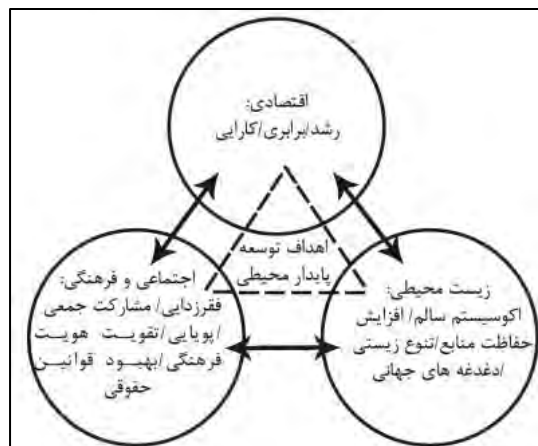 اقتصادی:
رشد/برابری/کارایی
اهداف توسعه
پایدار محیطی
زیست محیطی:
اکوسیستم سالم/ افزایش
حفاظت منابع/تنوع زیستی
/دغدغه های جهانی
اجتماعی و فرهنگی:
فقرزدایی/ مشارکت جمعی
/پویایی/تقویت هویت
فرهنگی/بهبود قوانین
حقوقی